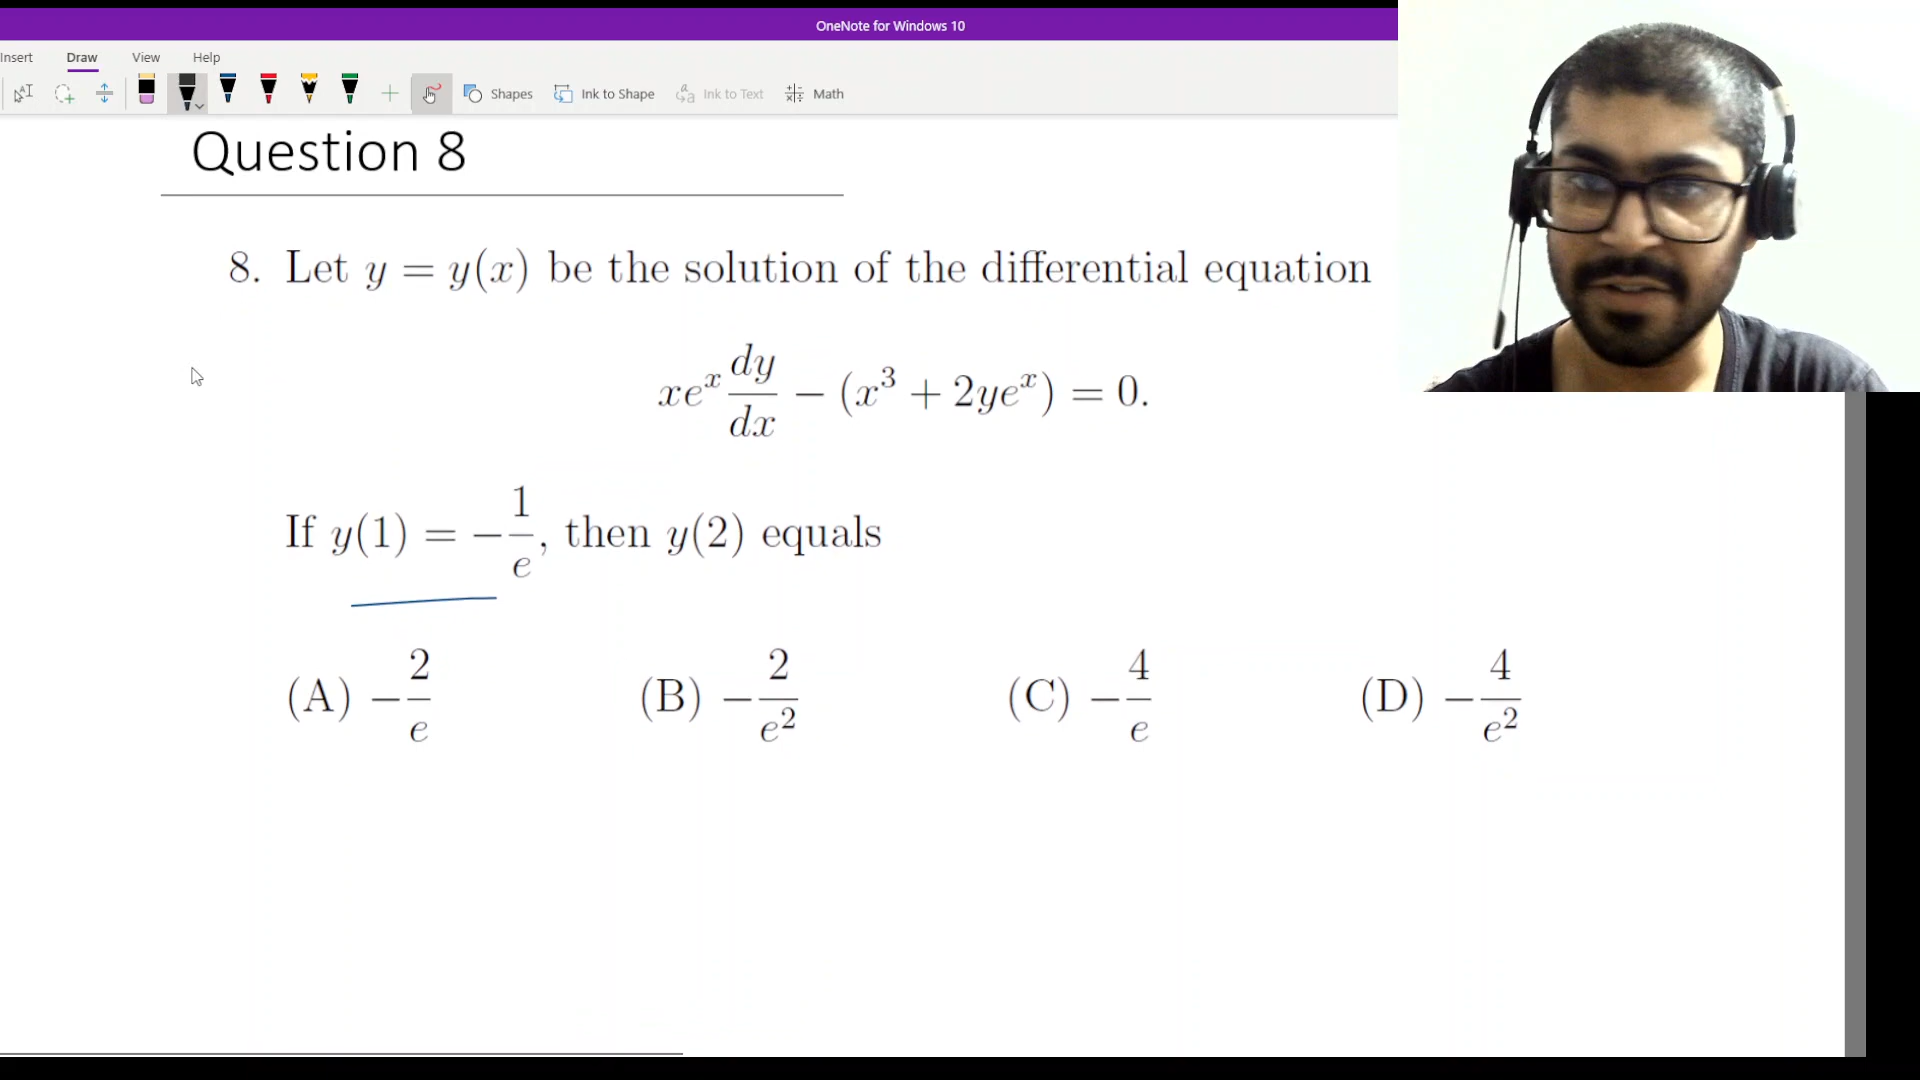 OneNote for Windows 10
Insert Draw View Help
Shapes Ink to Shape Ink to Text Math
Question 8
8. Let y = y(x) be the solution of the differential equation
xe^x dy/dx − (x^3 + 2ye^x) = 0.
If y(1) = −1/e, then y(2) equals
(A) −2/e (B) −2/e^2 (C) −4/e (D) −4/e^2